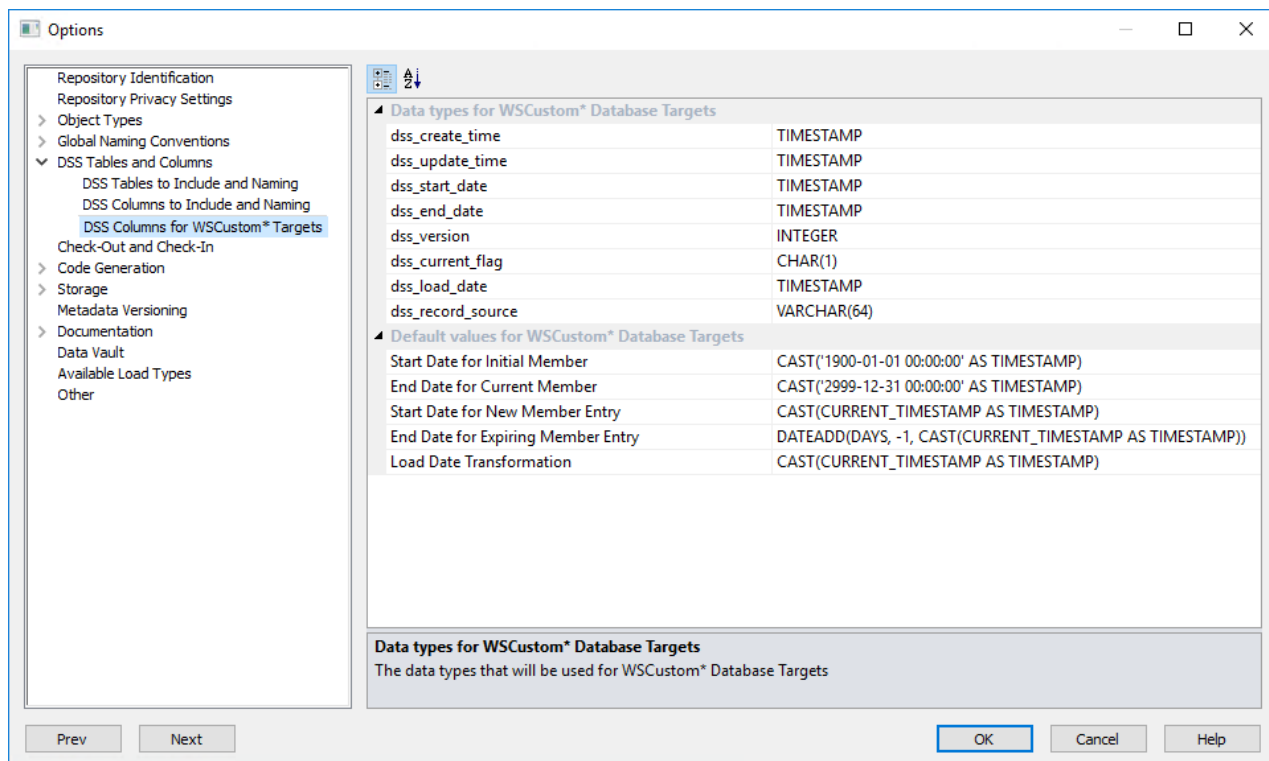 Options
Repository Identification
Repository Privacy Settings
Object Types
Global Naming Conventions
DSS Tables and Columns
DSS Tables to Include and Naming
DSS Columns to Include and Naming
DSS Columns for WSCustom* Targets
Check-Out and Check-In
Code Generation
Storage
Metadata Versioning
Documentation
Data Vault
Available Load Types
Other
Data types for WSCustom* Database Targets
dss_create_time TIMESTAMP
dss_update_time TIMESTAMP
dss_start_date TIMESTAMP
dss_end_date TIMESTAMP
dss_version INTEGER
dss_current_flag CHAR(1)
dss_load_date TIMESTAMP
dss_record_source VARCHAR(64)
Default values for WSCustom* Database Targets
Start Date for Initial Member CAST('1900-01-01 00:00:00' AS TIMESTAMP)
End Date for Current Member CAST('2999-12-31 00:00:00' AS TIMESTAMP)
Start Date for New Member Entry CAST(CURRENT_TIMESTAMP AS TIMESTAMP)
End Date for Expiring Member Entry DATEADD(DAYS, -1, CAST(CURRENT_TIMESTAMP AS TIMESTAMP))
Load Date Transformation CAST(CURRENT_TIMESTAMP AS TIMESTAMP)
Data types for WSCustom* Database Targets
The data types that will be used for WSCustom* Database Targets
Prev Next OK Cancel Help